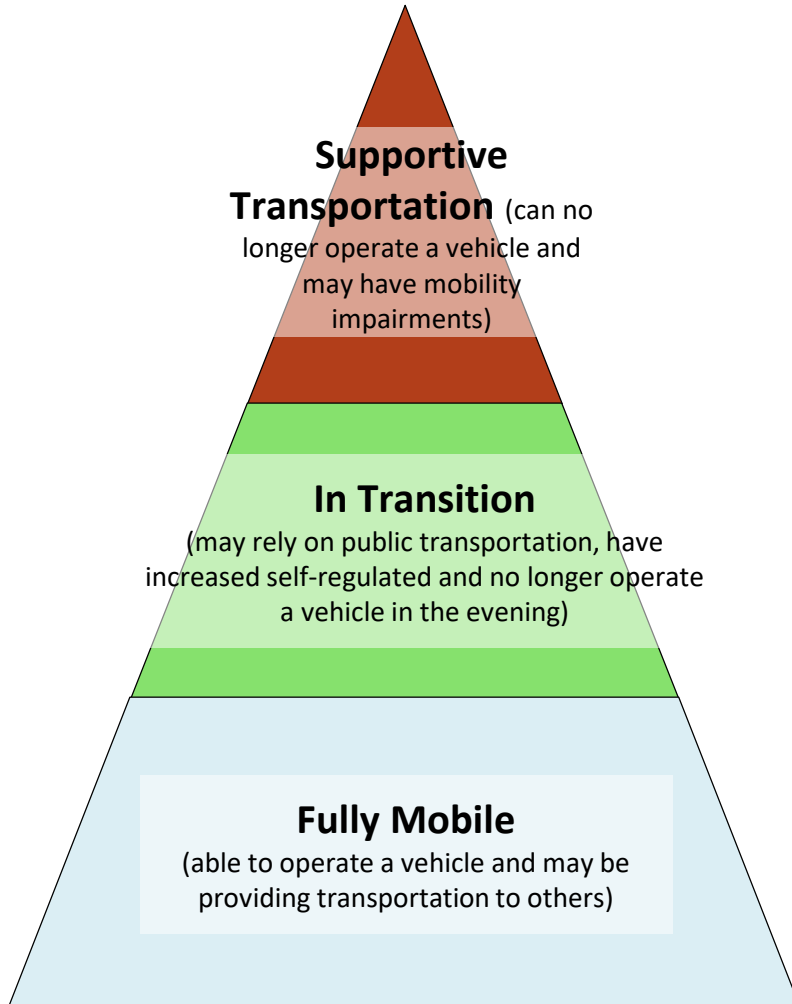 Supportive
Transportation (can no
longer operate a vehicle and
may have mobility
impairments)
In Transition
(may rely on public transportation, have
increased self-regulated and no longer operate
a vehicle in the evening)
Fully Mobile
(able to operate a vehicle and may be
providing transportation to others)